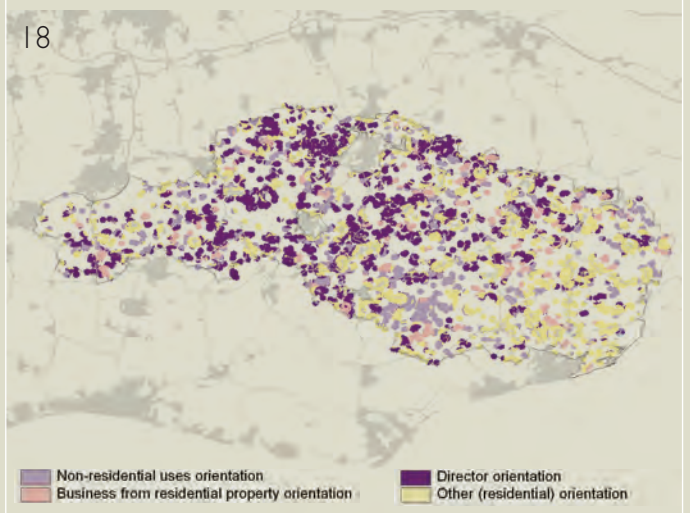 18
Non-residential uses orientation
Business from residential property orientation
Director orientation
Other (residential) orientation